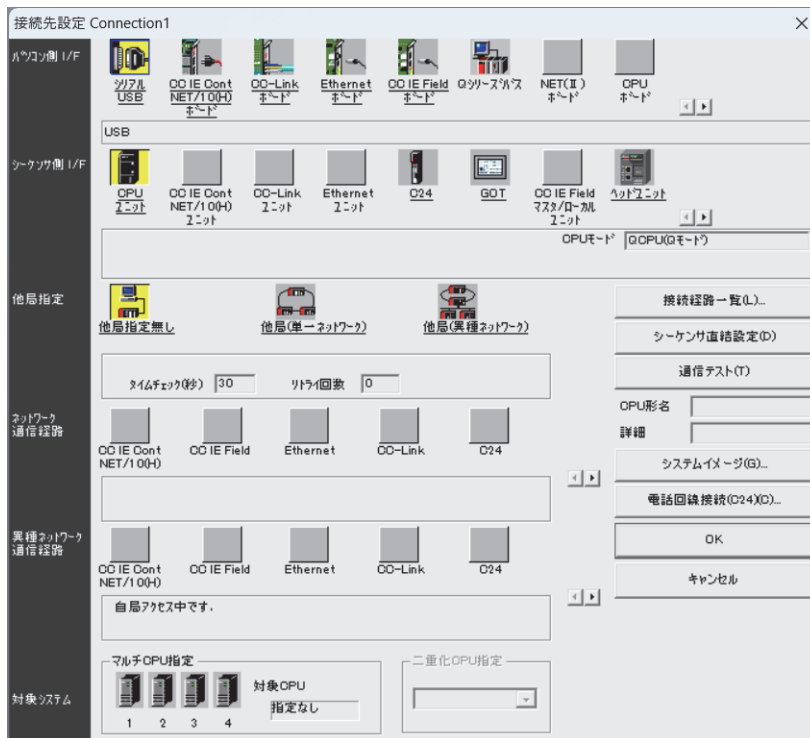 接続先設定 Connection1
パソコン側 I/F
シリアル
USB
CC IE Cont
NET/10(H)
ボード
CC-Link
ボード
Ethernet
ボード
CC IE Field
ボード
Qシリーズバス
NET(Ⅱ)
ボード
CPU
ボード
USB
シーケンサ側 I/F
CPU
ユニット
CC IE Cont
NET/10(H)
ユニット
CC-Link
ユニット
Ethernet
ユニット
C24
GOT
CC IE Field
マスタ/ローカル
ユニット
ヘッドユニット
CPUモード QCPU(Qモード)
他局指定
他局指定無し
他局(単一ネットワーク)
他局(異種ネットワーク)
タイムチェック(秒) 30 リトライ回数 0
接続経路一覧(L)...
シーケンサ直結設定(D)
通信テスト(T)
CPU形名
詳細
システムイメージ(G)...
電話回線接続(C24)(C)...
OK
キャンセル
ネットワーク
通信経路
CC IE Cont
NET/10(H)
CC IE Field
Ethernet
CC-Link
C24
異種ネットワーク
通信経路
CC IE Cont
NET/10(H)
CC IE Field
Ethernet
CC-Link
C24
自局アクセス中です.
対象システム
マルチCPU指定
1 2 3 4
対象CPU
指定なし
二重化CPU指定